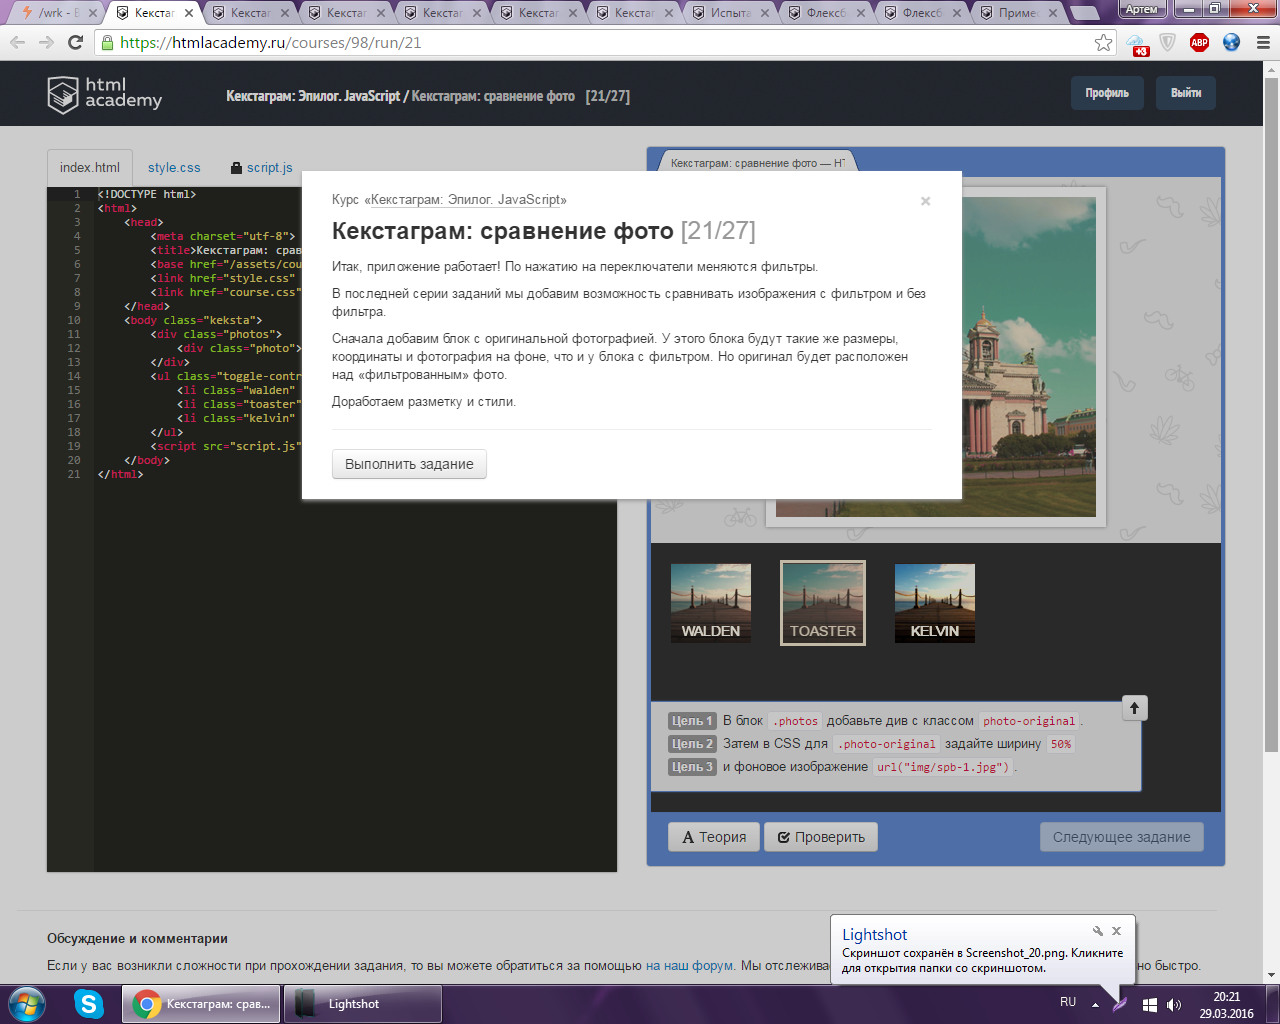 /wrk - B
Кекстаг
Кекстаг
Кекстаг
Кекстаг
Кекстаг
Кекстаг
Испыта
Флексб
Флексб
Приме
Артем
https://htmlacademy.ru/courses/98/run/21
+3
ABP
html
academy
Кекстаграм: Эпилог. JavaScript / Кекстаграм: сравнение фото [21/27]
Профиль
Выйти
index.html
style.css
script.js
Кекстаграм: сравнение фото — HT
1 <!DOCTYPE html>
2 <html>
3 <head>
4 <meta charset="utf-8">
5 <title>Кекстаграм: срав
6 <base href="/assets/cou
7 <link href="style.css"
8 <link href="course.css"
9 </head>
10 <body class="keksta">
11 <div class="photos">
12 <div class="photo">
13 </div>
14 <ul class="toggle-contr
15 <li class="walden"
16 <li class="toaster"
17 <li class="kelvin"
18 </ul>
19 <script src="script.js"
20 </body>
21 </html>
Курс «Кекстаграм: Эпилог. JavaScript»
×
Кекстаграм: сравнение фото [21/27]
Итак, приложение работает! По нажатию на переключатели меняются фильтры.
В последней серии заданий мы добавим возможность сравнивать изображения с фильтром и без
фильтра.
Сначала добавим блок с оригинальной фотографией. У этого блока будут такие же размеры,
координаты и фотография на фоне, что и у блока с фильтром. Но оригинал будет расположен
над «фильтрованным» фото.
Доработаем разметку и стили.
Выполнить задание
WALDEN
TOASTER
KELVIN
Цель 1 В блок .photos добавьте див с классом photo-original.
Цель 2 Затем в CSS для .photo-original задайте ширину 50%
Цель 3 и фоновое изображение url("img/spb-1.jpg").
Теория
Проверить
Следующее задание
Обсуждение и комментарии
Если у вас возникли сложности при прохождении задания, то вы можете обратиться за помощью на наш форум. Мы отслеживае
но быстро.
Lightshot
Скриншот сохранён в Screenshot_20.png. Кликните
для открытия папки со скриншотом.
Кекстаграм: срав...
Lightshot
RU
20:21
29.03.2016